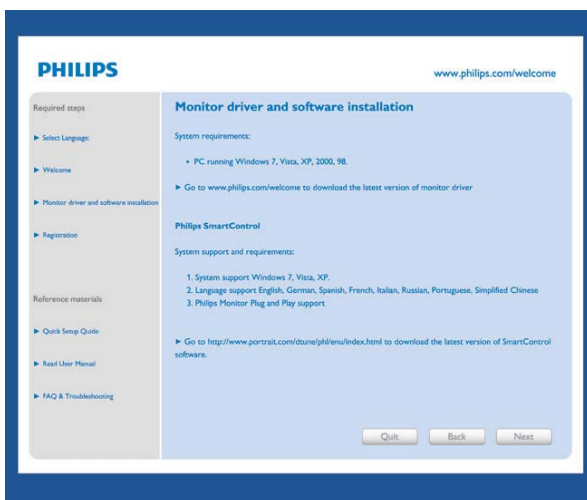 PHILIPS
www.philips.com/welcome
Required steps
Select Language:
Welcome
Monitor driver and software installation
Registration
Reference materials
Quick Setup Quide
Read User Manual
FAQ & Troubleshooting
Monitor driver and software installation
System requirements:
• PC running Windows 7, Vista, XP, 2000, 98.
Go to www.philips.com/welcome to download the latest version of monitor driver
Philips SmartControl
System support and requirements:
1. System support Windows 7, Vista, XP.
2. Language support English, German, Spanish, French, Italian, Russian, Portuguese, Simplified Chinese
3. Philips Monitor Plug and Play support
Go to http://www.portrait.com/dtune/phl/enu/index.html to download the latest version of SmartControl
software.
Quit
Back
Next